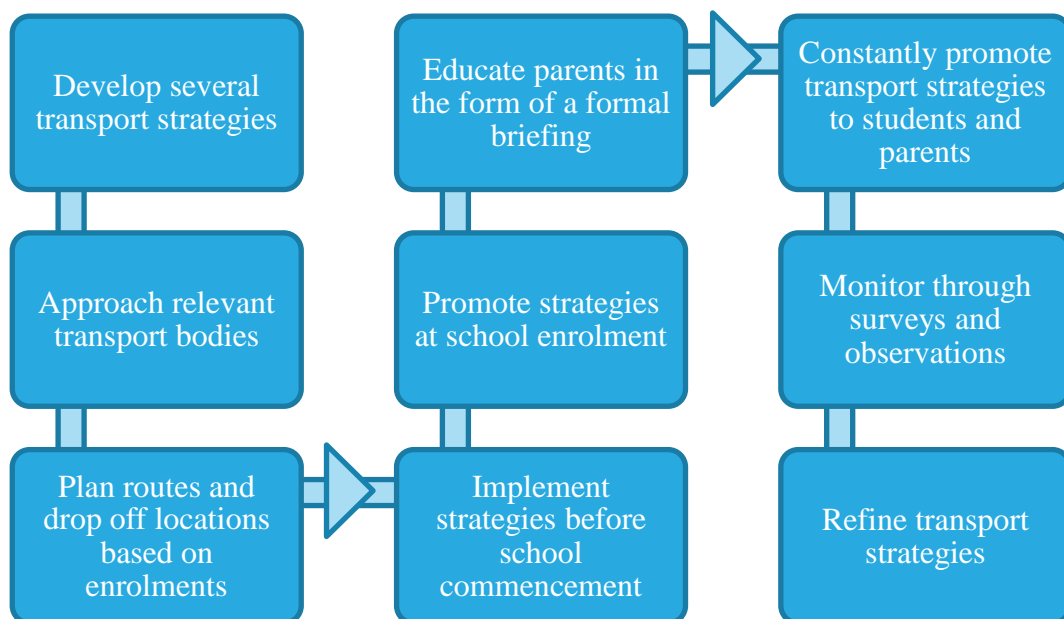 Develop several
transport strategies
Approach relevant
transport bodies
Plan routes and
drop off locations
based on
enrolments
Implement
strategies before
school
commencement
Promote strategies
at school enrolment
Educate parents in
the form of a formal
briefing
Constantly promote
transport strategies
to students and
parents
Monitor through
surveys and
observations
Refine transport
strategies